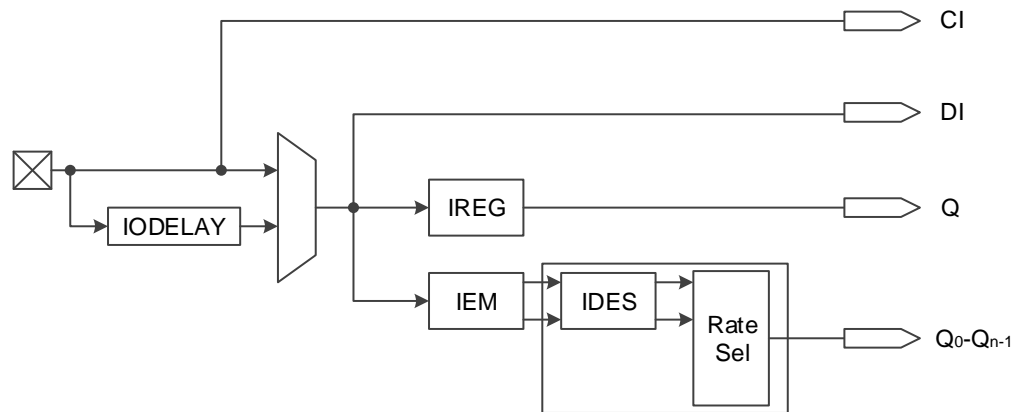 CI
DI
IODELAY
IREG
Q
IEM
IDES
Rate
Sel
Q0-Qn-1